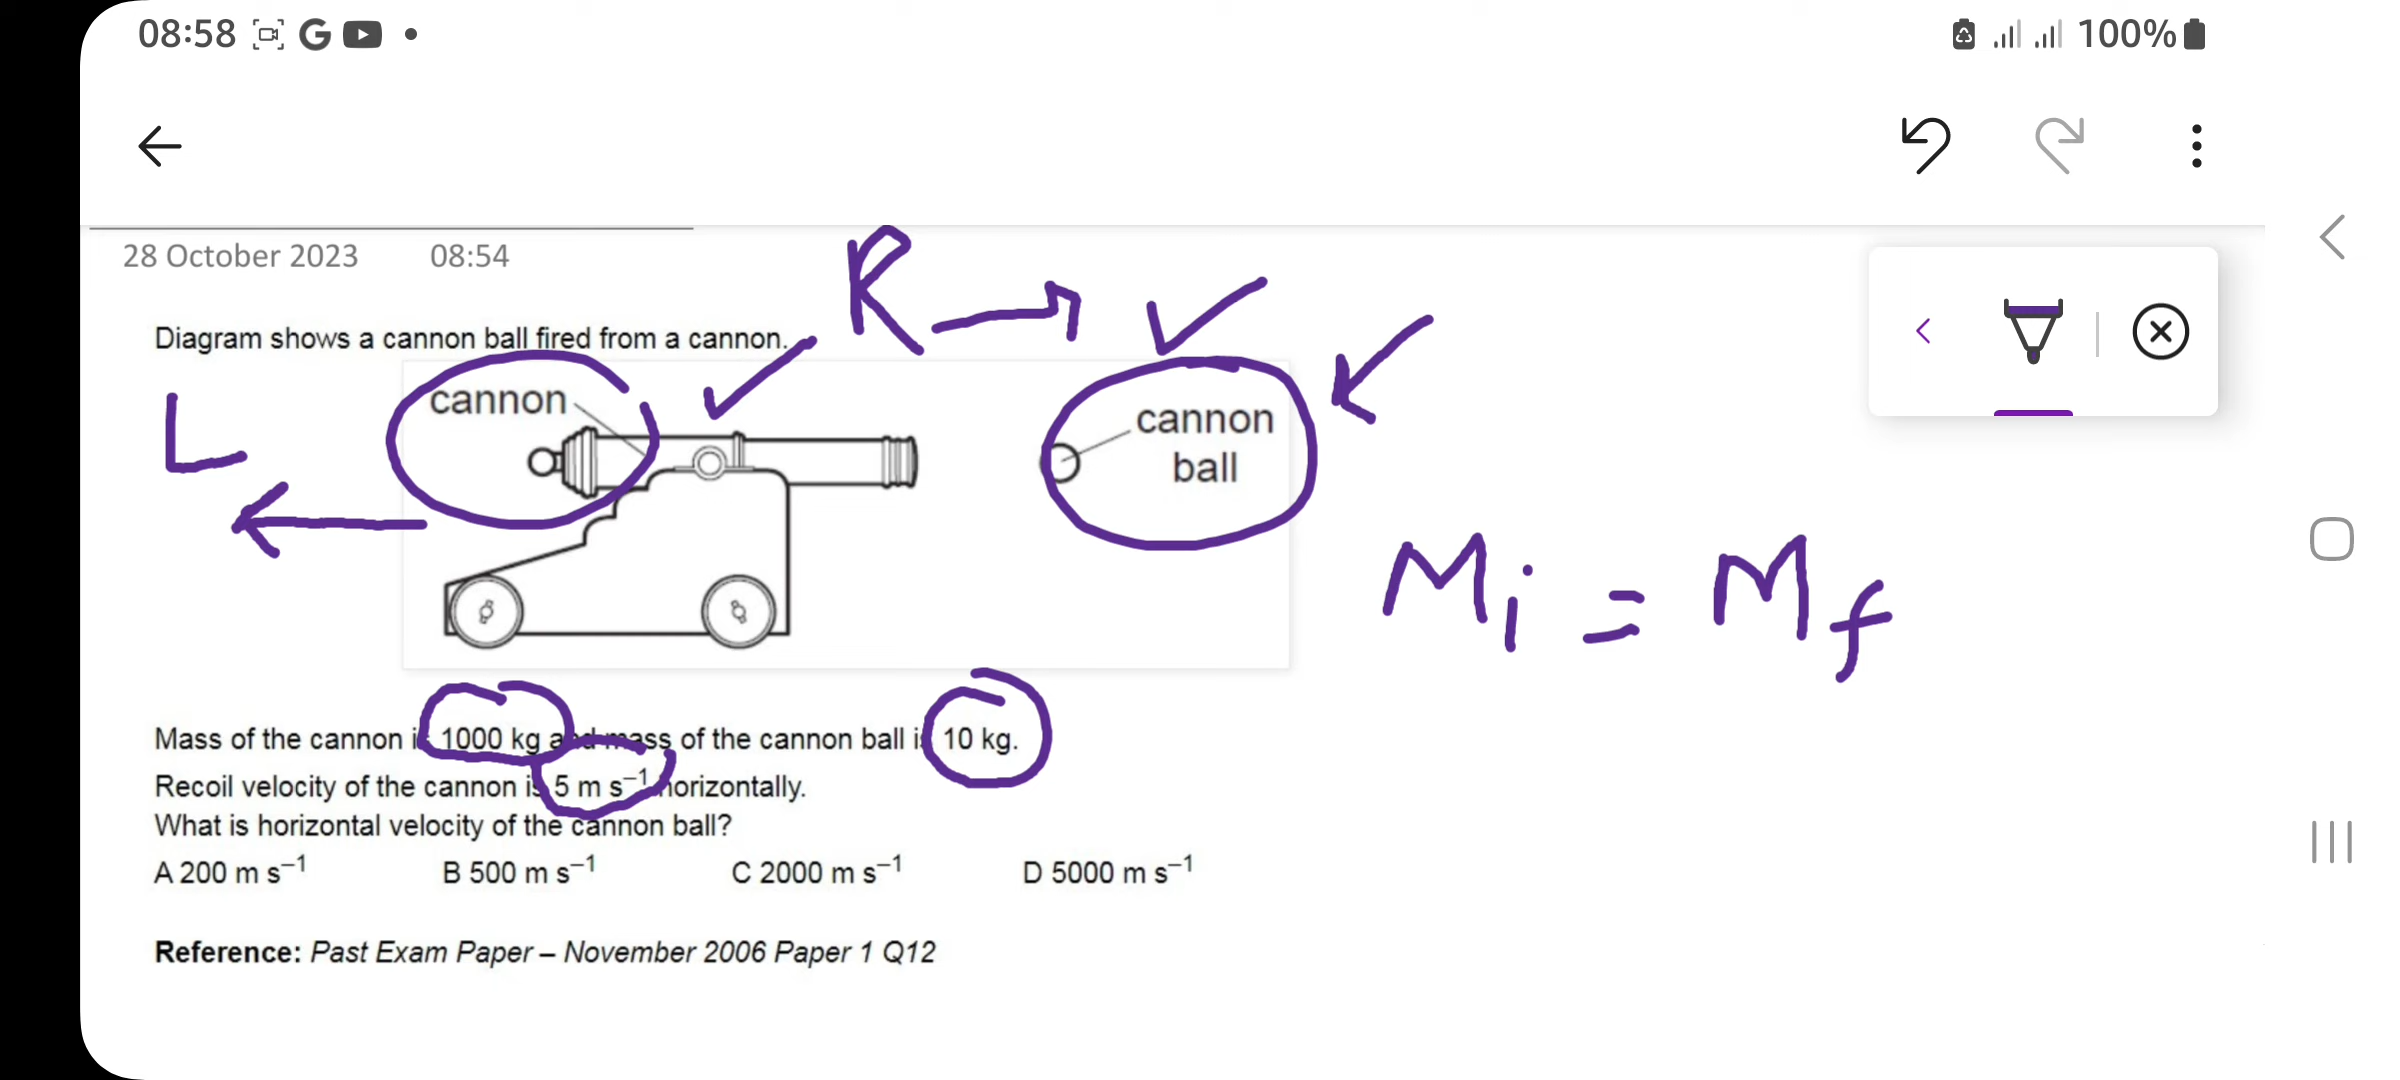 08:58
100%
28 October 2023 08:54
R
Diagram shows a cannon ball fired from a cannon.
L
cannon
cannon
ball
Mi = Mf
Mass of the cannon is 1000 kg and mass of the cannon ball is 10 kg.
Recoil velocity of the cannon is 5 m s⁻¹ horizontally.
What is horizontal velocity of the cannon ball?
A 200 m s⁻¹ B 500 m s⁻¹ C 2000 m s⁻¹ D 5000 m s⁻¹
Reference: Past Exam Paper – November 2006 Paper 1 Q12